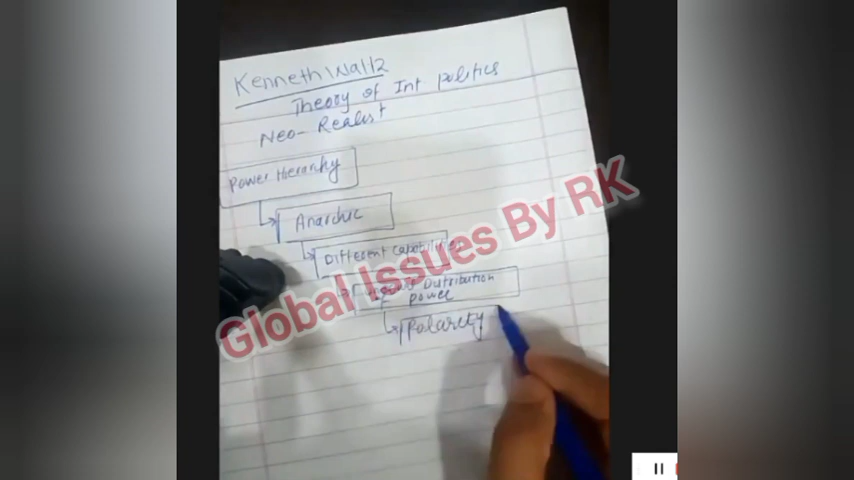 Kenneth Waltz
Theory of Int politics
Neo-Realist
Power Hierarchy
Anarchic
Different Capabilities
Distribution
of power
Polarity
Global Issues By RK